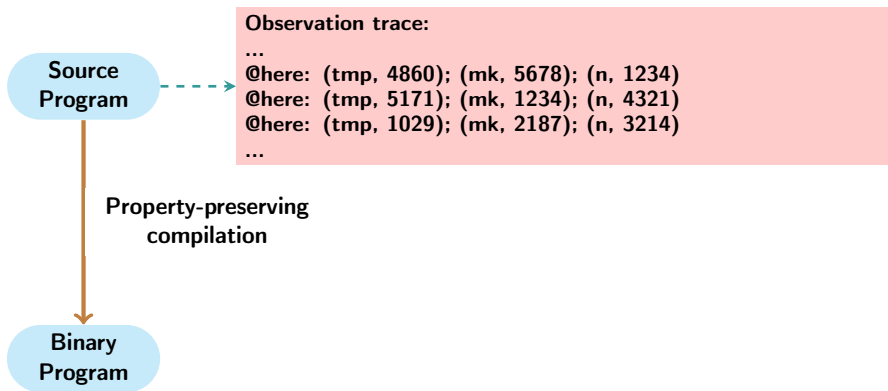 Observation trace:
...
@here: (tmp, 4860); (mk, 5678); (n, 1234)
@here: (tmp, 5171); (mk, 1234); (n, 4321)
@here: (tmp, 1029); (mk, 2187); (n, 3214)
...
Source
Program
Property-preserving
compilation
Binary
Program